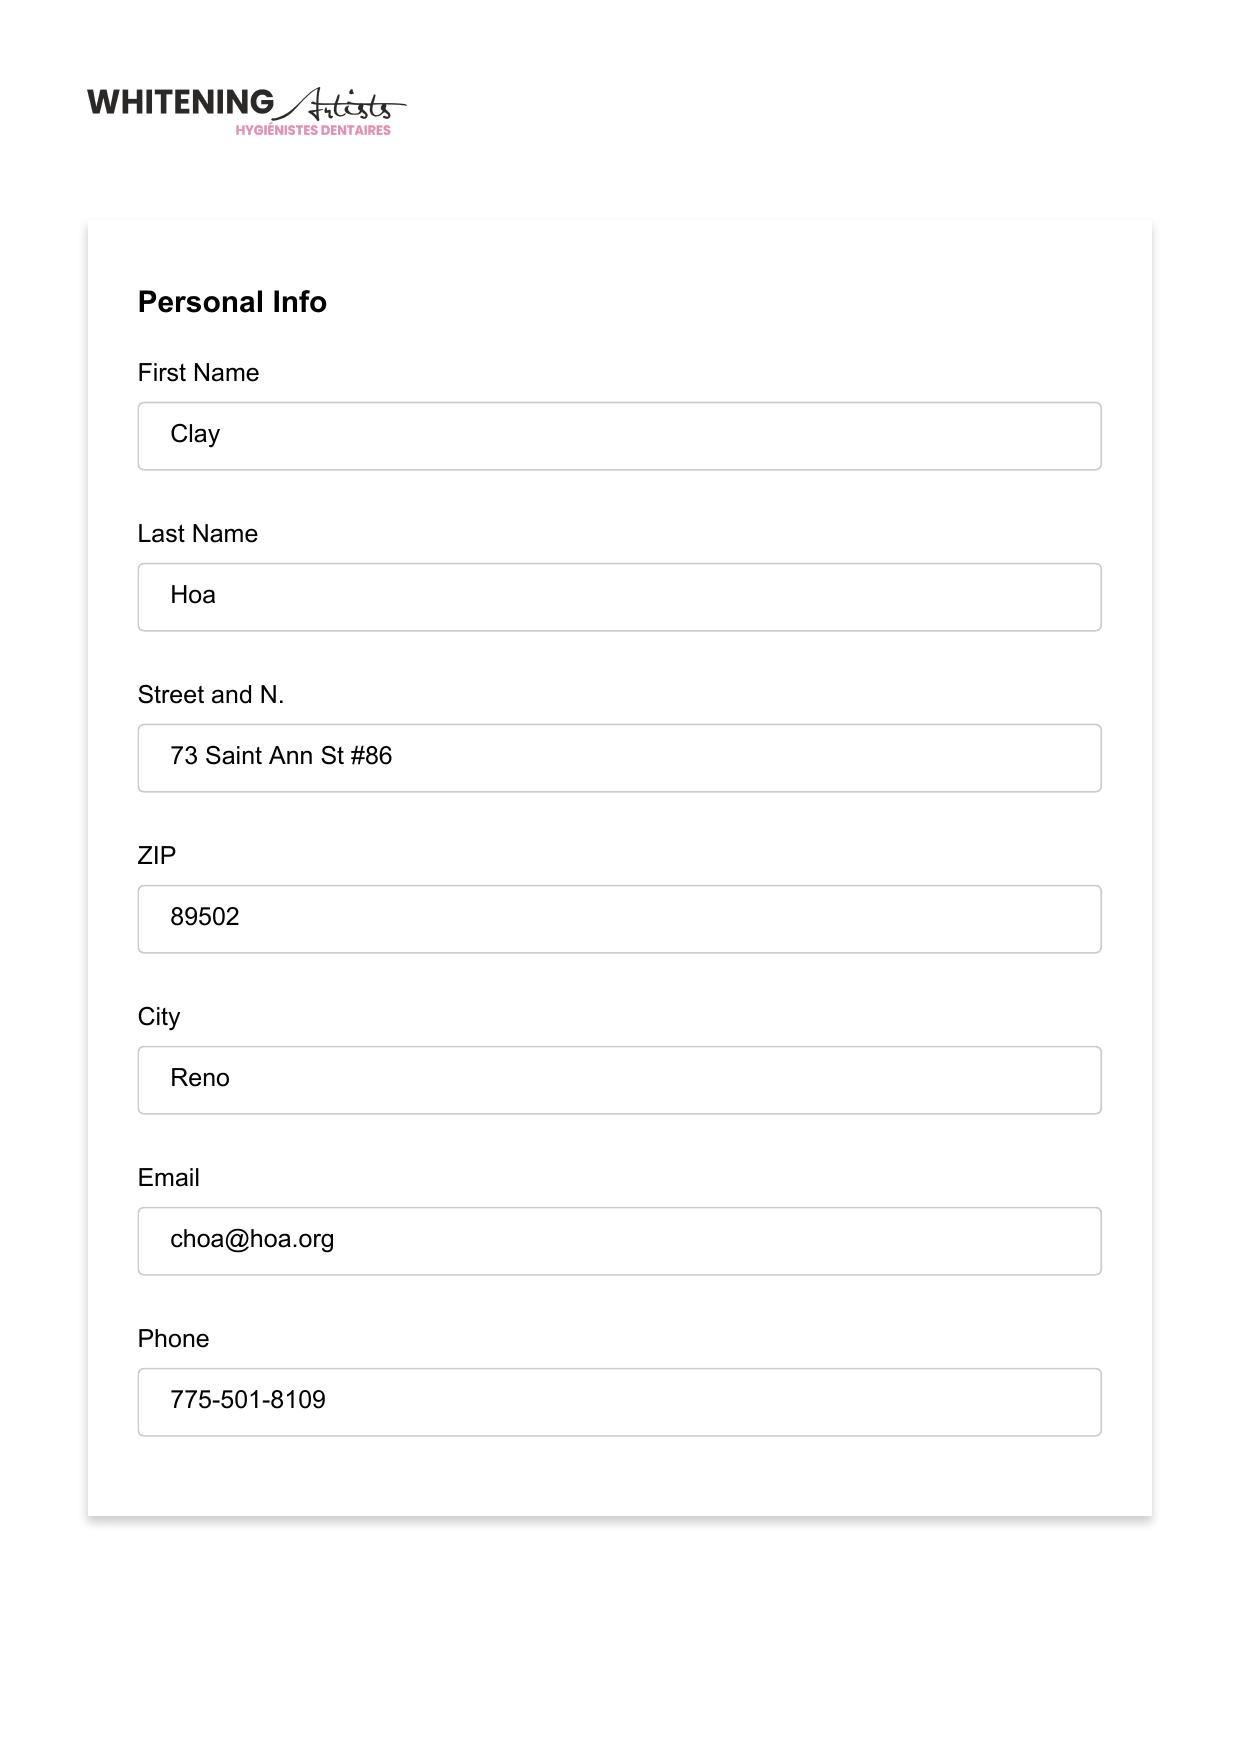 WHITENING Artists
HYGIÉNISTES DENTAIRES
Personal Info
First Name
Clay
Last Name
Hoa
Street and N.
73 Saint Ann St #86
ZIP
89502
City
Reno
Email
choa@hoa.org
Phone
775-501-8109